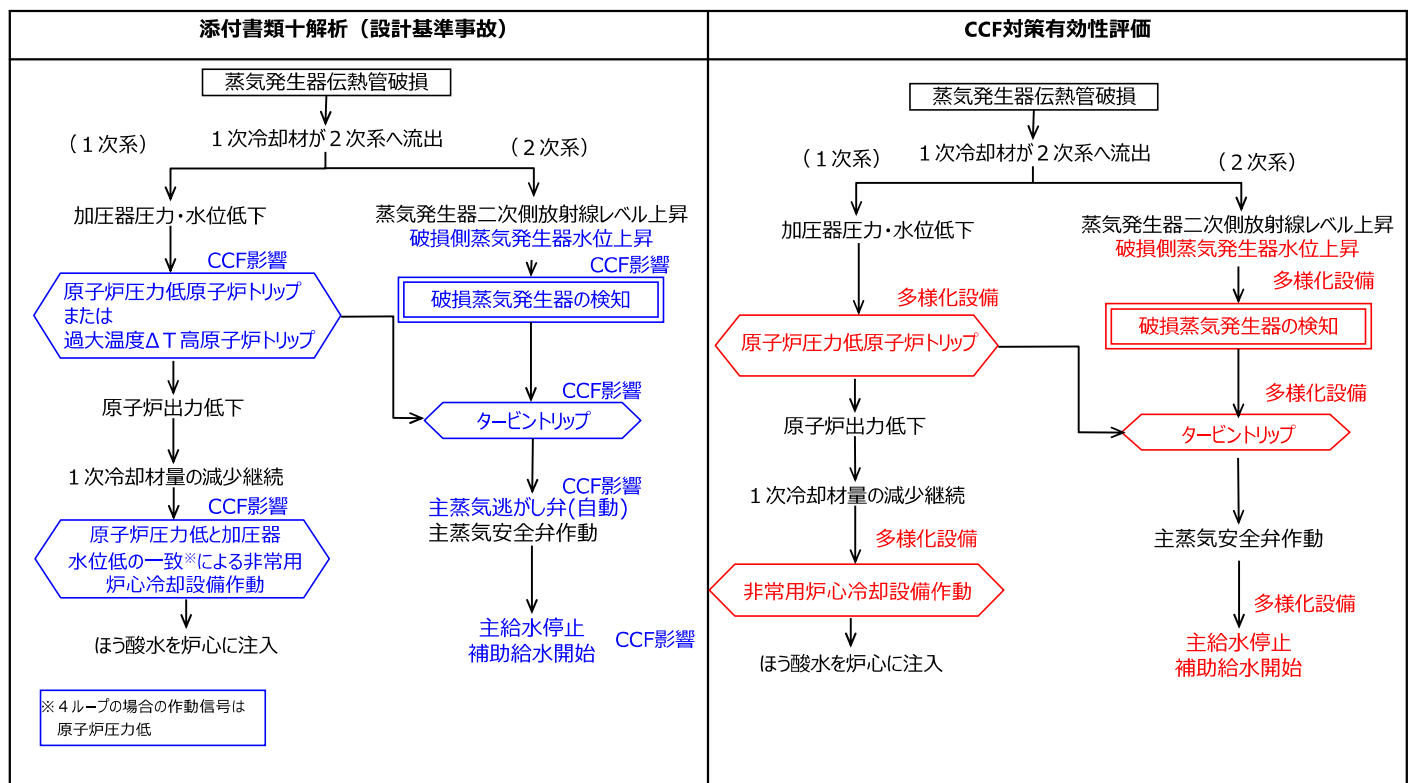 添付書類十解析（設計基準事故）
蒸気発生器伝熱管破損
１次冷却材が２次系へ流出
（１次系）
（２次系）
加圧器圧力・水位低下
CCF影響
原子炉圧力低原子炉トリップ
または
過大温度ΔＴ高原子炉トリップ
原子炉出力低下
１次冷却材量の減少継続
CCF影響
原子炉圧力低と加圧器
水位低の一致※による非常用
炉心冷却設備作動
ほう酸水を炉心に注入
※４ループの場合の作動信号は
原子炉圧力低
蒸気発生器二次側放射線レベル上昇
破損側蒸気発生器水位上昇
CCF影響
破損蒸気発生器の検知
CCF影響
タービントリップ
CCF影響
主蒸気逃がし弁(自動)
主蒸気安全弁作動
主給水停止
補助給水開始
CCF影響
CCF対策有効性評価
蒸気発生器伝熱管破損
１次冷却材が２次系へ流出
（１次系）
（２次系）
加圧器圧力・水位低下
多様化設備
原子炉圧力低原子炉トリップ
原子炉出力低下
１次冷却材量の減少継続
多様化設備
非常用炉心冷却設備作動
ほう酸水を炉心に注入
蒸気発生器二次側放射線レベル上昇
破損側蒸気発生器水位上昇
多様化設備
破損蒸気発生器の検知
多様化設備
タービントリップ
主蒸気安全弁作動
多様化設備
主給水停止
補助給水開始